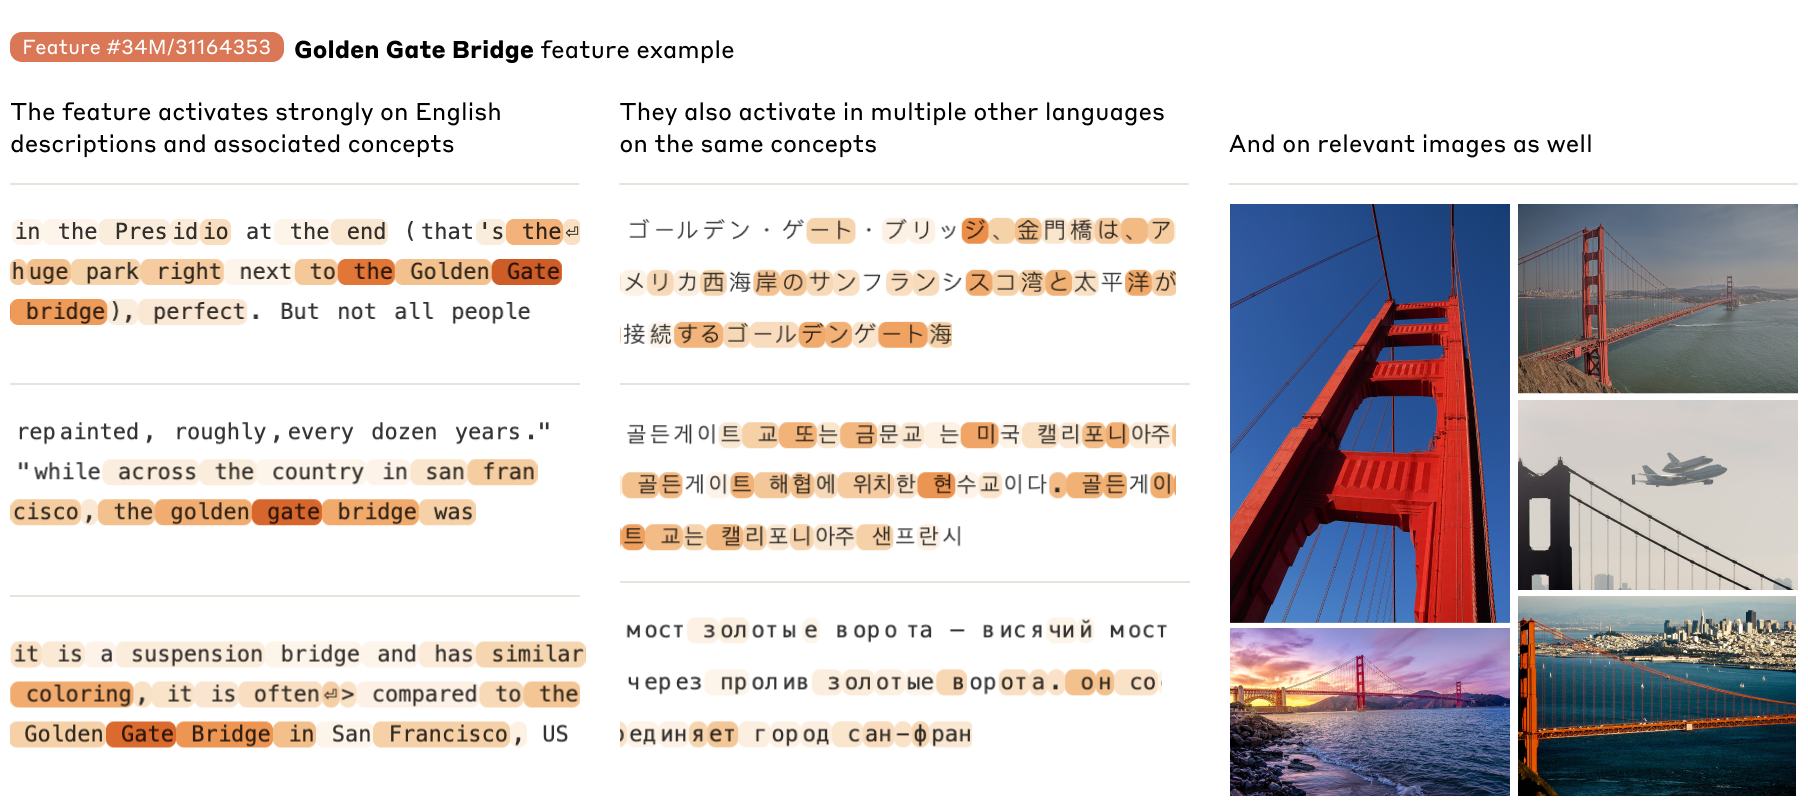 Feature #34M/31164353 Golden Gate Bridge feature example
The feature activates strongly on English
descriptions and associated concepts
in the Presidio at the end (that's the⏎
huge park right next to the Golden Gate
bridge), perfect. But not all people
repainted, roughly,every dozen years."
"while across the country in san fran
cisco, the golden gate bridge was
it is a suspension bridge and has similar
coloring, it is often⏎> compared to the
Golden Gate Bridge in San Francisco, US
They also activate in multiple other languages
on the same concepts
ゴールデン・ゲート・ブリッジ、金門橋は、ア
メリカ西海岸のサンフランシスコ湾と太平洋が
接続するゴールデンゲート海
골든게이트 교 또는 금문교 는 미국 캘리포니아주
골든게이트 해협에 위치한 현수교이다. 골든게이
트 교는 캘리포니아주 샌프란시
мост золотые ворота – висячий мост
через пролив золотые ворота. он со
единяет город сан-фран
And on relevant images as well